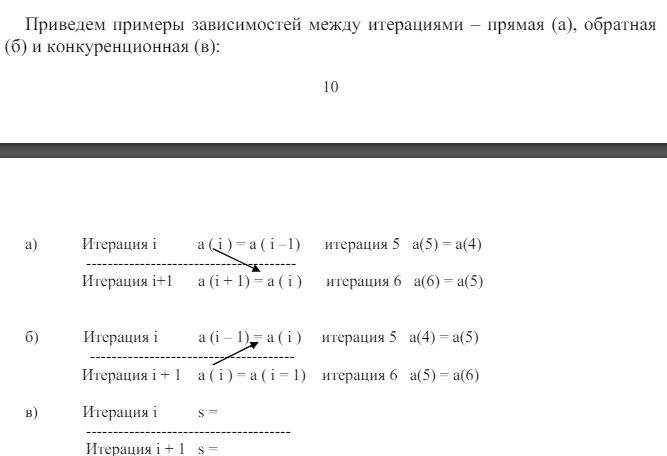 Приведем примеры зависимостей между итерациями – прямая (а), обратная
(б) и конкуренционная (в):
10
а) Итерация i a ( i ) = a ( i –1) итерация 5 a(5) = a(4)
Итерация i+1 a (i + 1) = a ( i ) итерация 6 a(6) = a(5)
б) Итерация i a (i – 1) = a ( i ) итерация 5 a(4) = a(5)
Итерация i + 1 a ( i ) = a ( i = 1) итерация 6 a(5) = a(6)
в) Итерация i s =
Итерация i + 1 s =